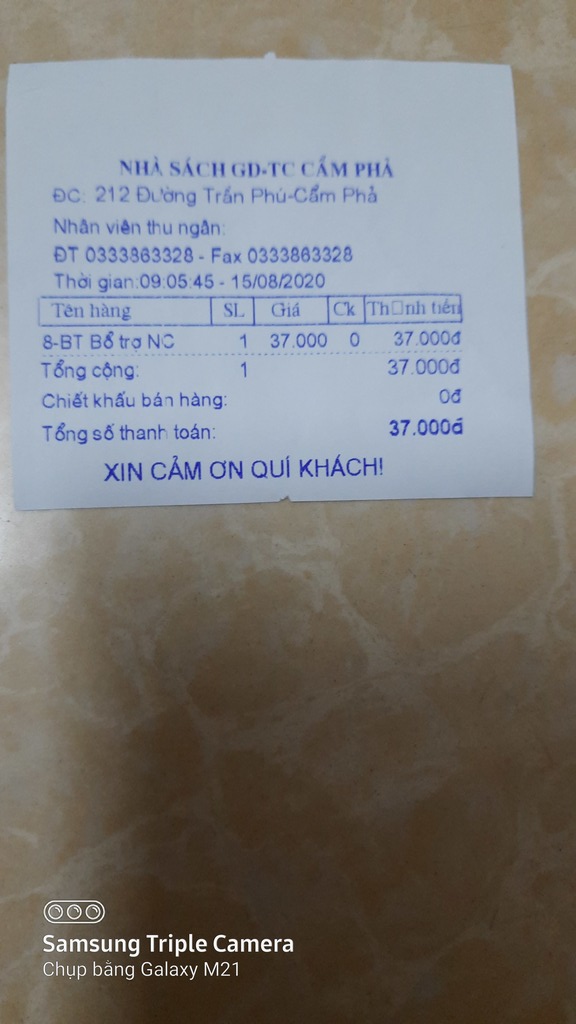 NHÀ SÁCH GD-TC CẨM PHẢ
ĐC: 212 Đường Trần Phú-Cẩm Phả
Nhân viên thu ngân:
ĐT 0333863328 - Fax 0333863328
Thời gian:09:05:45 - 15/08/2020
Tên hàng SL Giá Ck Th□nh tiền
8-BT Bổ trợ NC 1 37.000 0 37.000đ
Tổng cộng: 1 37.000đ
Chiết khấu bán hàng: 0đ
Tổng số thanh toán: 37.000đ
XIN CẢM ƠN QUÍ KHÁCH!
Samsung Triple Camera
Chụp bằng Galaxy M21